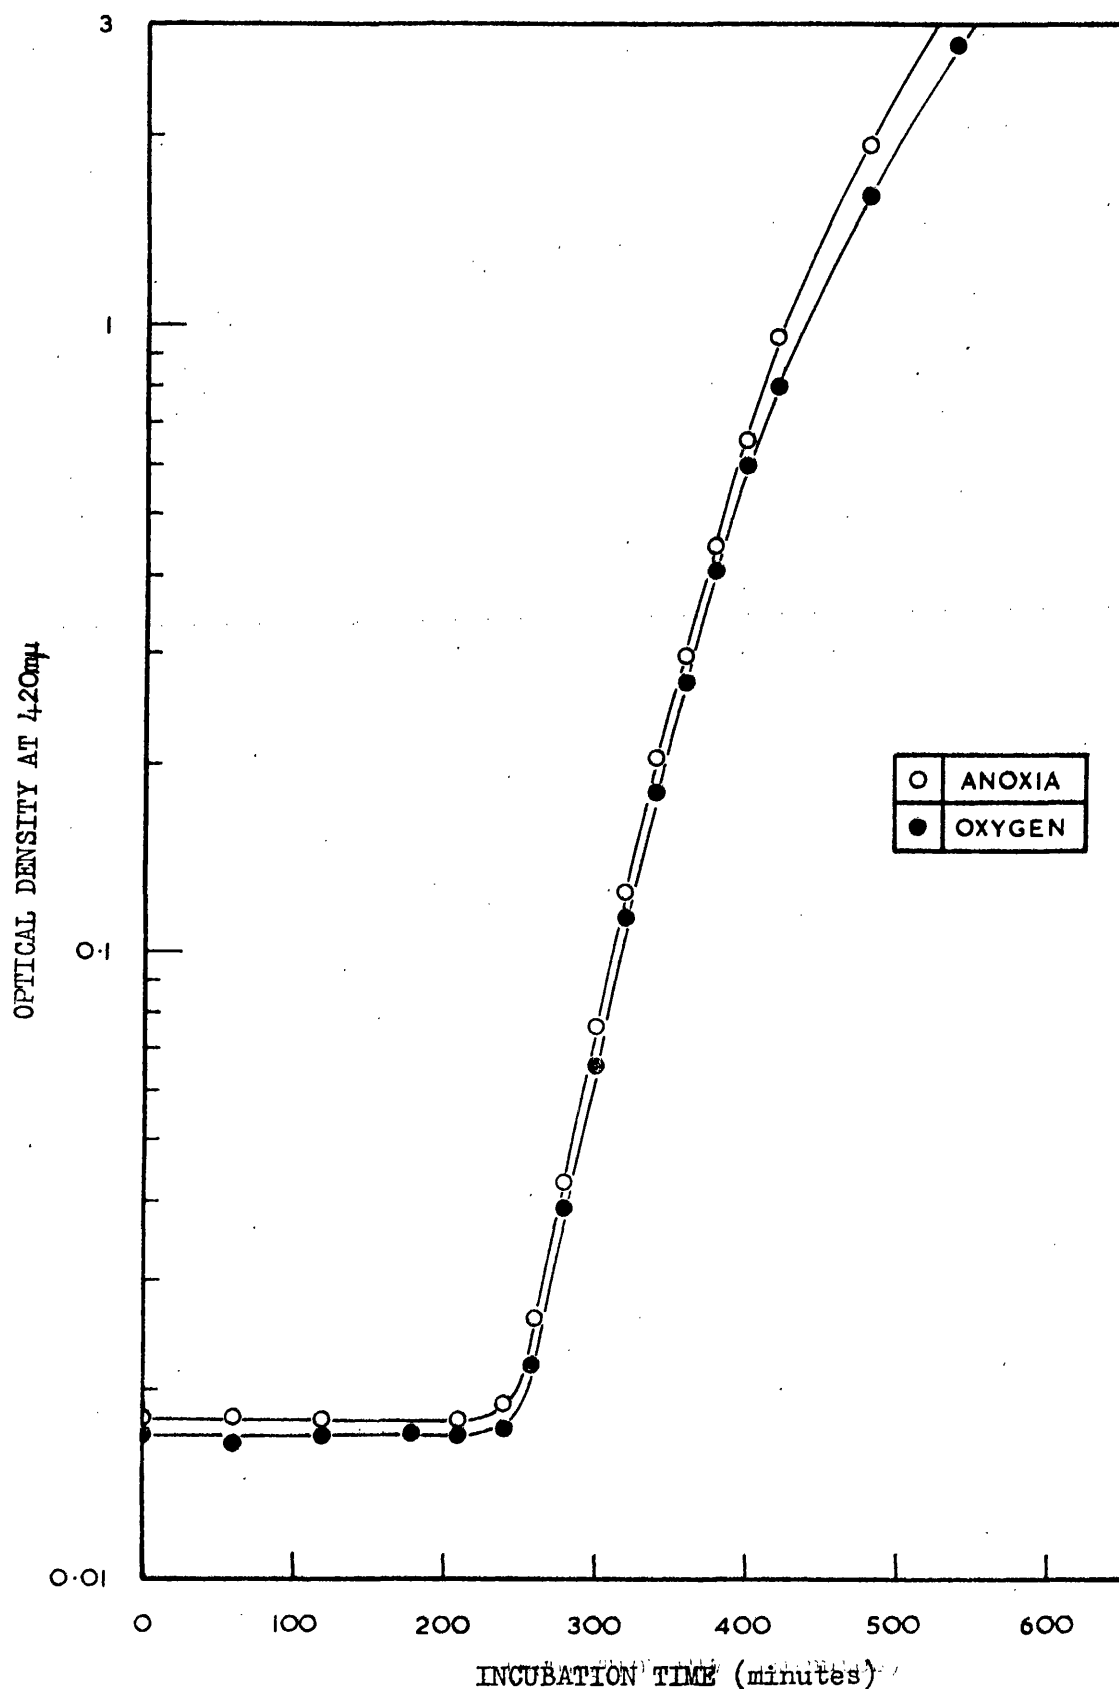 3
1
0·1
0·01
OPTICAL DENSITY AT 420mμ
ANOXIA
OXYGEN
0 100 200 300 400 500 600
INCUBATION TIME (minutes)